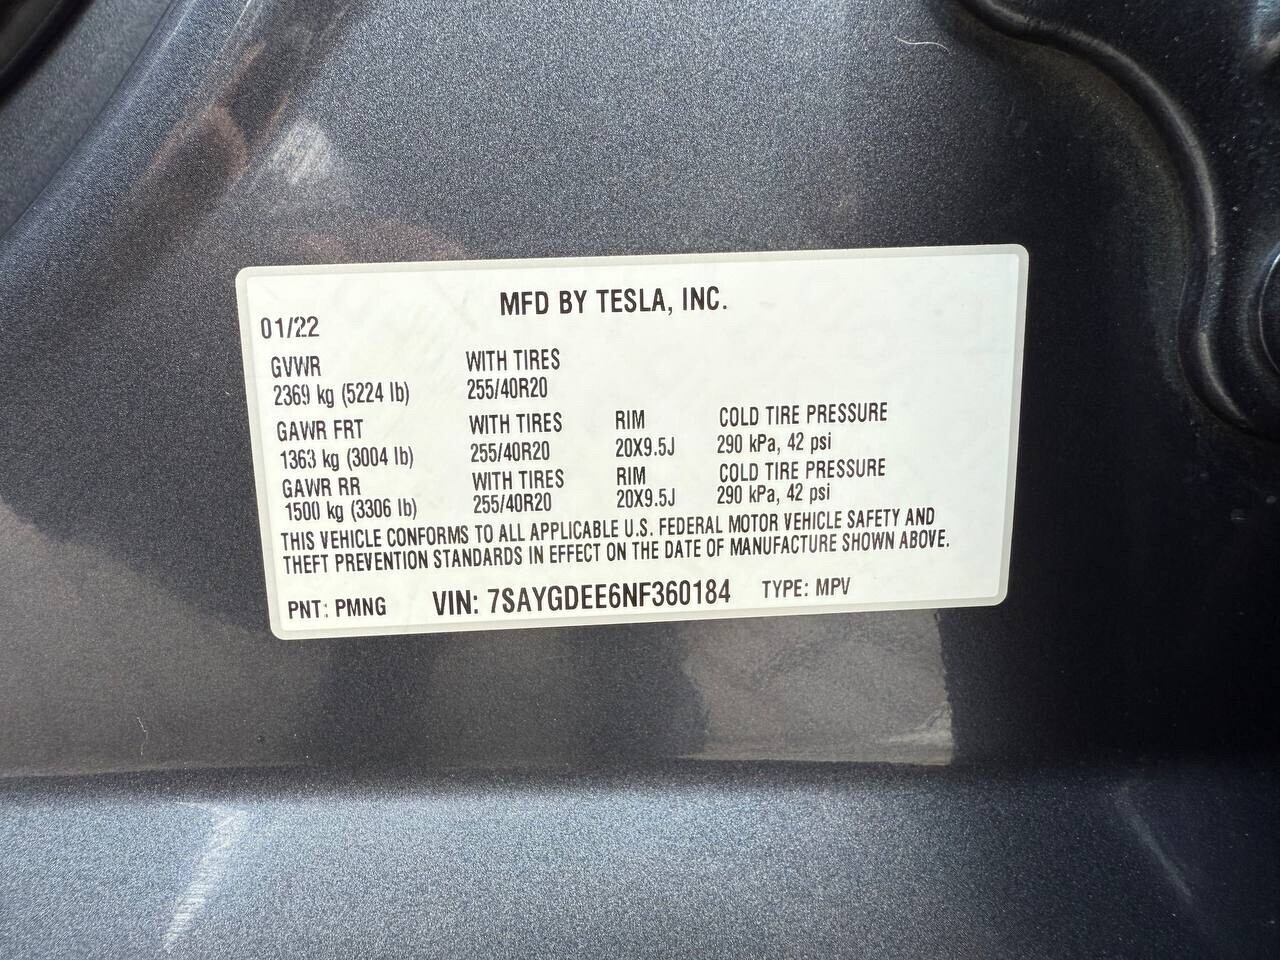 MFD BY TESLA, INC.
01/22
GVWR WITH TIRES
2369 kg (5224 lb) 255/40R20
GAWR FRT WITH TIRES RIM COLD TIRE PRESSURE
1363 kg (3004 lb) 255/40R20 20X9.5J 290 kPa, 42 psi
GAWR RR WITH TIRES RIM COLD TIRE PRESSURE
1500 kg (3306 lb) 255/40R20 20X9.5J 290 kPa, 42 psi
THIS VEHICLE CONFORMS TO ALL APPLICABLE U.S. FEDERAL MOTOR VEHICLE SAFETY AND
THEFT PREVENTION STANDARDS IN EFFECT ON THE DATE OF MANUFACTURE SHOWN ABOVE.
PNT: PMNG VIN: 7SAYGDEE6NF360184 TYPE: MPV